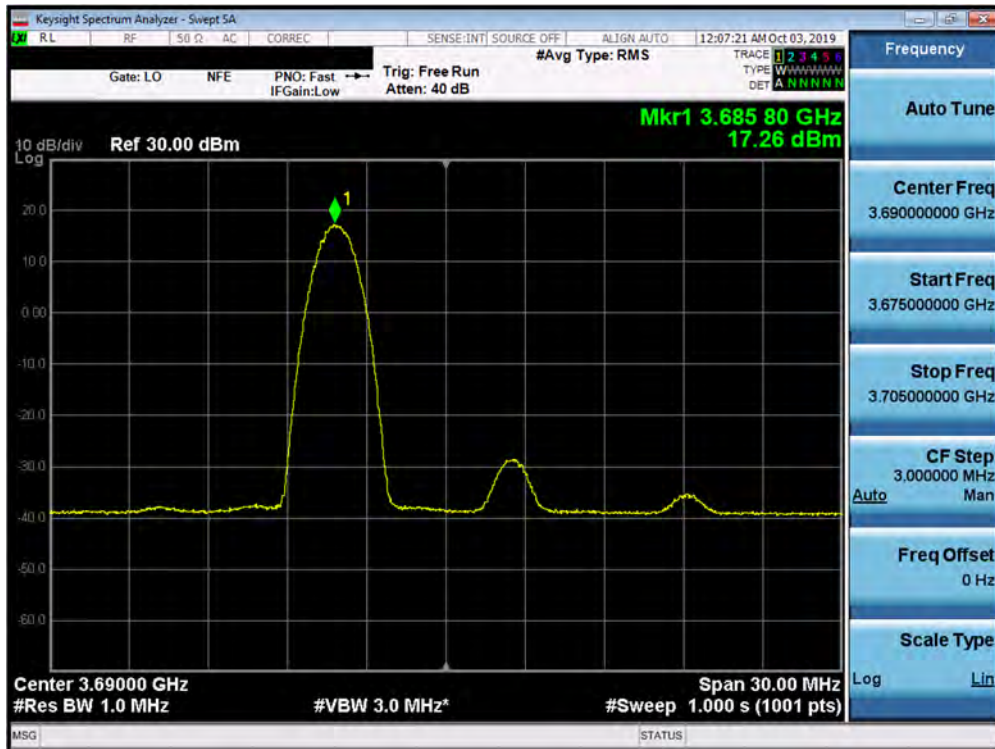 Keysight Spectrum Analyzer - Swept SA
LXI RL RF 50 Ω AC CORREC SENSE:INT SOURCE OFF ALIGN AUTO 12:07:21 AM Oct 03, 2019
#Avg Type: RMS
TRACE 1 2 3 4 5 6
TYPE WWWWWW
DET A N N N N N
Gate: LO NFE PNO: Fast Trig: Free Run
IFGain:Low Atten: 40 dB
Mkr1 3.685 80 GHz
17.26 dBm
10 dB/div Ref 30.00 dBm
Log
1
20.0
10.0
0.00
-10.0
-20.0
-30.0
-40.0
-50.0
-60.0
Center 3.69000 GHz Span 30.00 MHz
#Res BW 1.0 MHz #VBW 3.0 MHz* #Sweep 1.000 s (1001 pts)
MSG STATUS
Frequency
Auto Tune
Center Freq
3.690000000 GHz
Start Freq
3.675000000 GHz
Stop Freq
3.705000000 GHz
CF Step
3.000000 MHz
Auto Man
Freq Offset
0 Hz
Scale Type
Log Lin